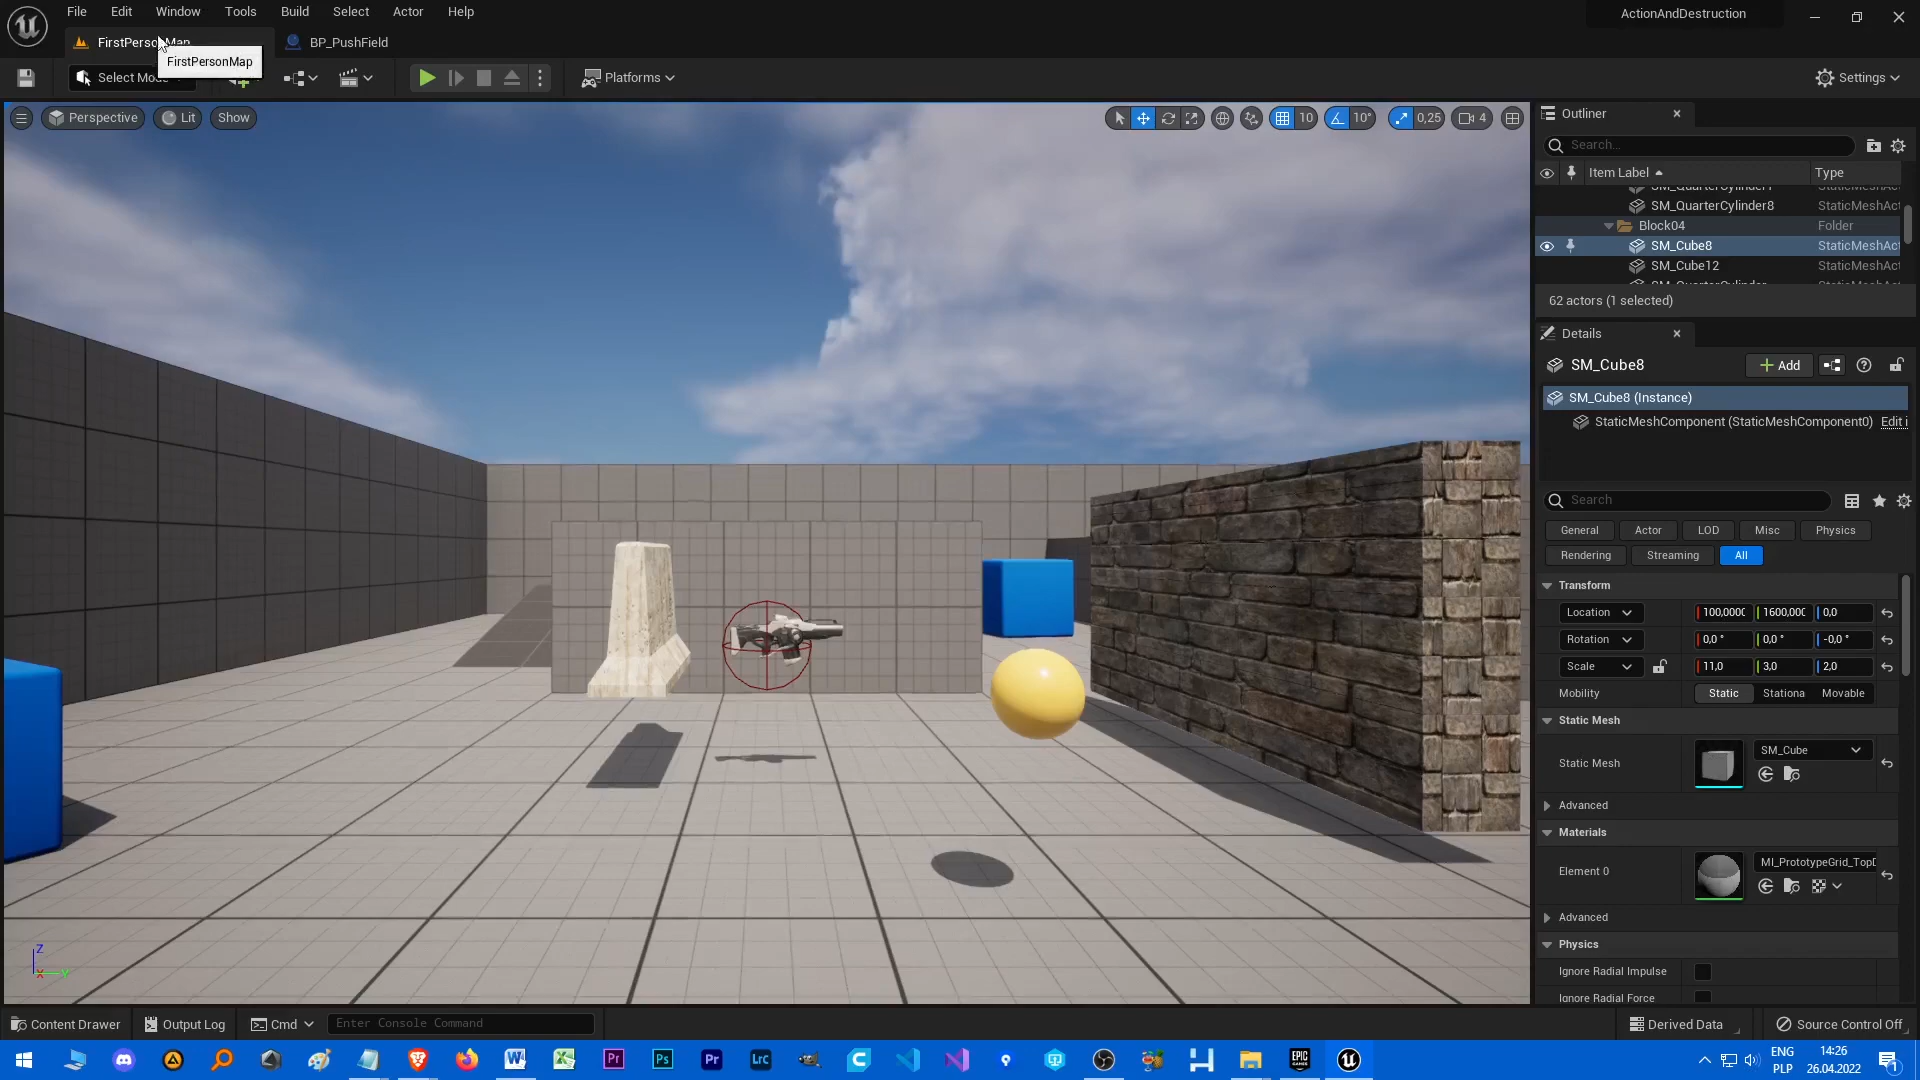 File Edit Window Tools Build Select Actor Help
ActionAndDestruction
FirstPersonMap
BP_PushField
FirstPersonMap
Select Mode
Platforms
Settings
Perspective
Lit
Show
10
10°
0,25
4
Outliner
Search...
Item Label
Type
SM_QuarterCylinder8
StaticMeshAct
Block04
Folder
SM_Cube8
StaticMeshAct
SM_Cube12
StaticMeshAct
62 actors (1 selected)
Details
SM_Cube8
Add
SM_Cube8 (Instance)
StaticMeshComponent (StaticMeshComponent0) Edit i
Search
General Actor LOD Misc Physics
Rendering Streaming All
Transform
Location 100,0000 1600,000 0,0
Rotation 0,0 ° 0,0 ° -0,0 °
Scale 11,0 3,0 2,0
Mobility Static Stationa Movable
Static Mesh
Static Mesh
SM_Cube
Advanced
Materials
Element 0
MI_PrototypeGrid_TopD
Advanced
Physics
Ignore Radial Impulse
Ignore Radial Force
Z
X
Y
Content Drawer
Output Log
Cmd
Enter Console Command
Derived Data
Source Control Off
ENG
PLP
14:26
26.04.2022
1